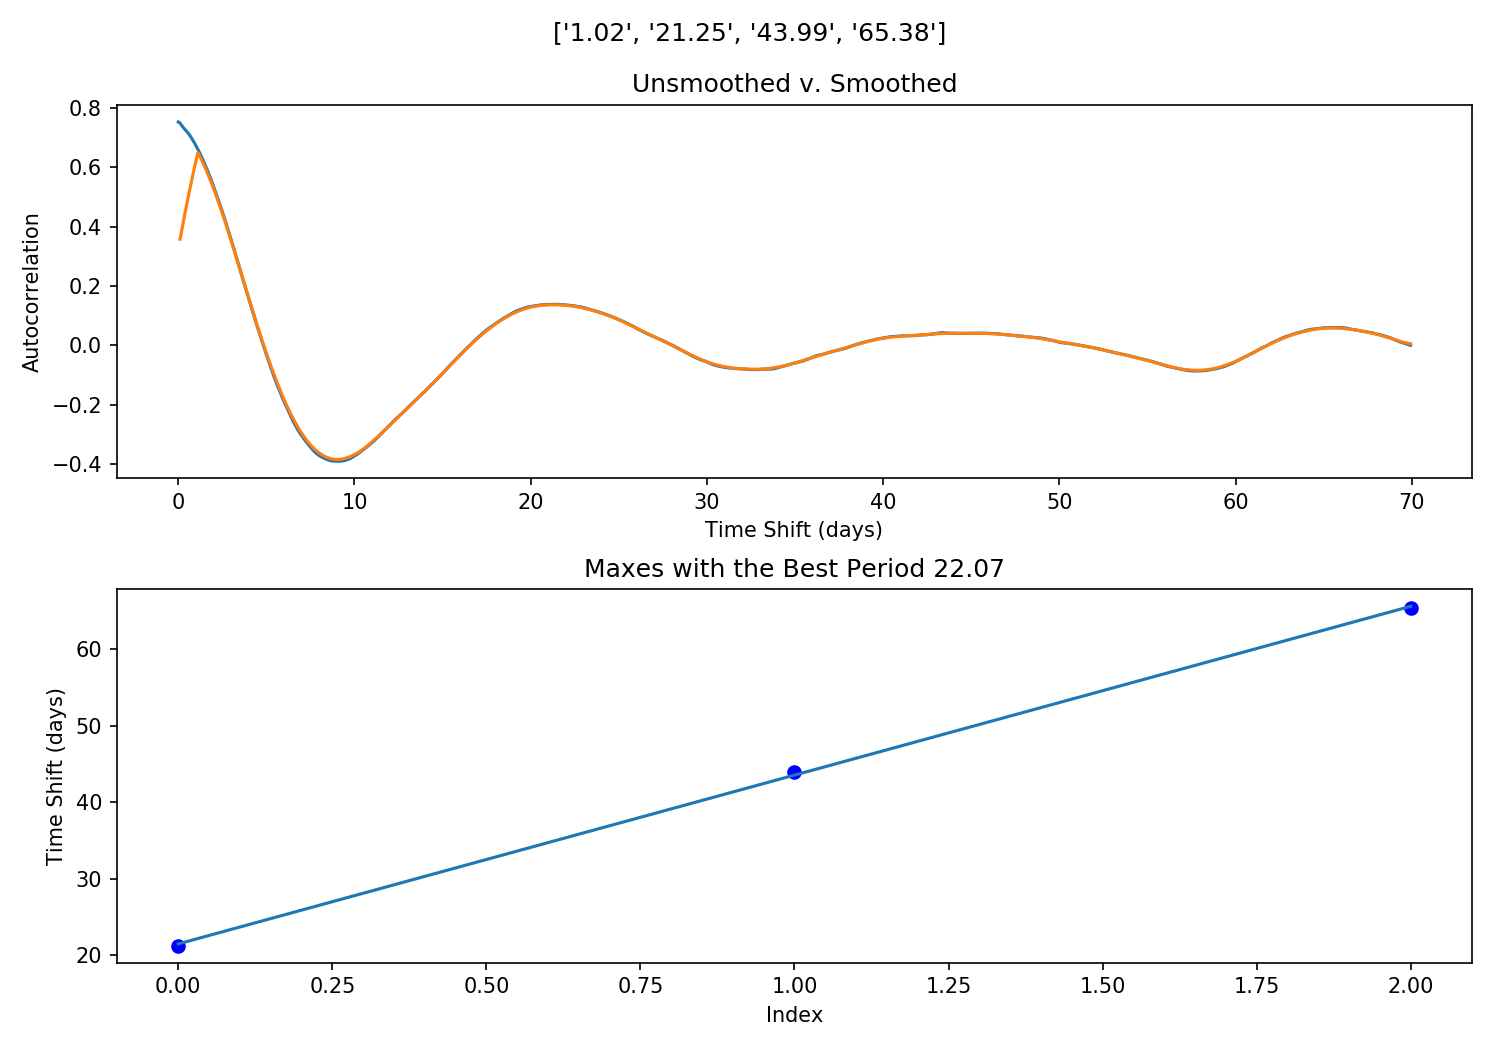 ['1.02', '21.25', '43.99', '65.38']
Unsmoothed v. Smoothed
Autocorrelation
0.8
0.6
0.4
0.2
0.0
−0.2
−0.4
0 10 20 30 40 50 60 70
Time Shift (days)
Maxes with the Best Period 22.07
Time Shift (days)
60
50
40
30
20
0.00 0.25 0.50 0.75 1.00 1.25 1.50 1.75 2.00
Index